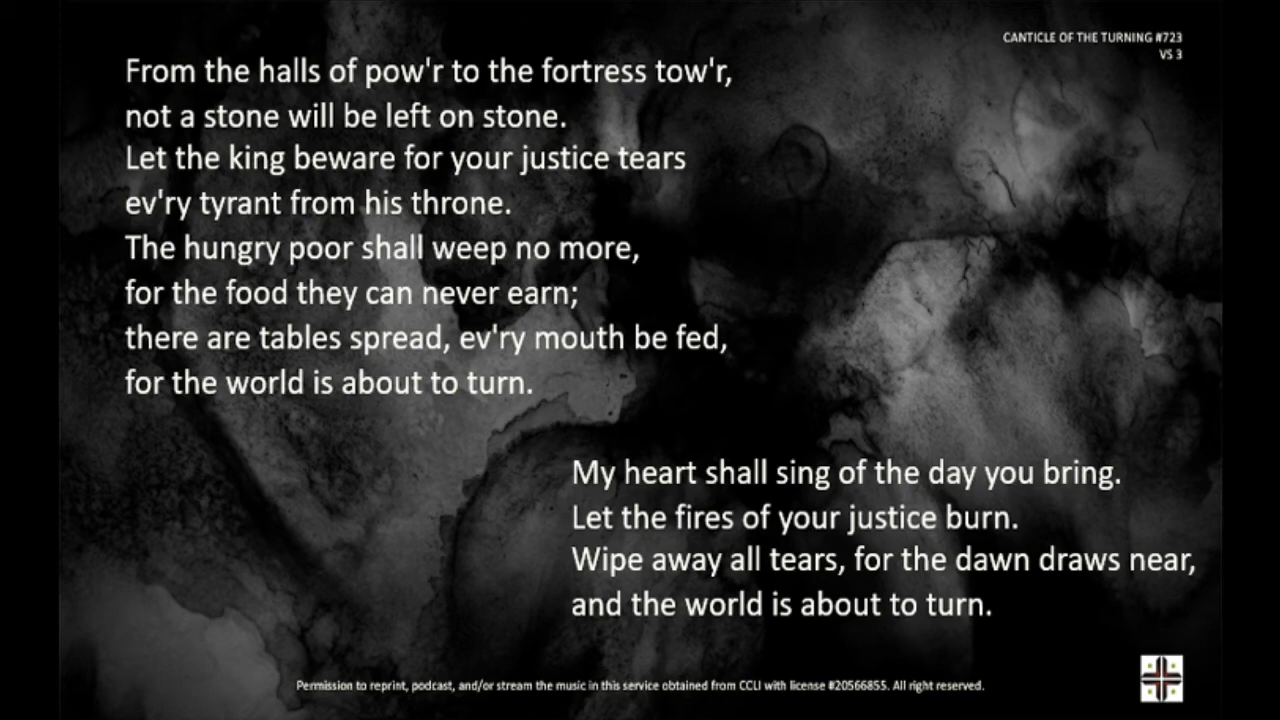 CANTICLE OF THE TURNING #723
VS 3
From the halls of pow'r to the fortress tow'r,
not a stone will be left on stone.
Let the king beware for your justice tears
ev'ry tyrant from his throne.
The hungry poor shall weep no more,
for the food they can never earn;
there are tables spread, ev'ry mouth be fed,
for the world is about to turn.
My heart shall sing of the day you bring.
Let the fires of your justice burn.
Wipe away all tears, for the dawn draws near,
and the world is about to turn.
Permission to reprint, podcast, and/or stream the music in this service obtained from CCLI with license #20566855. All right reserved.